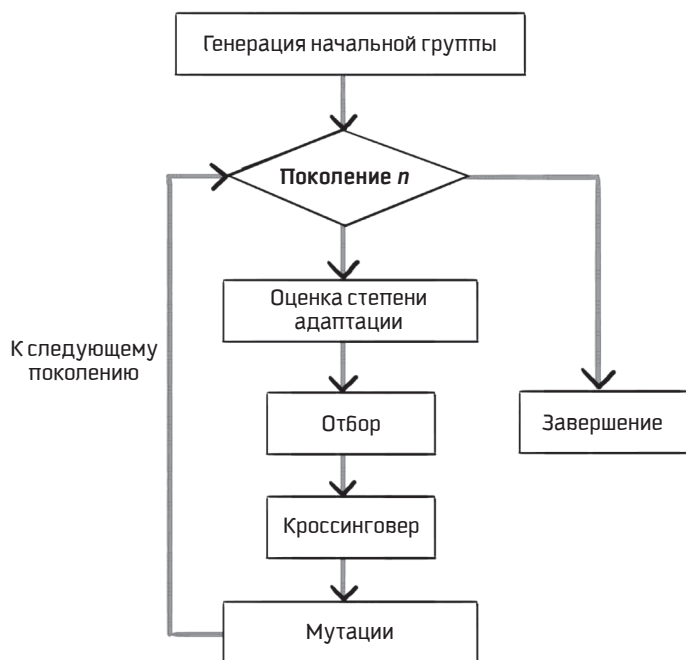 Генерация начальной группы
Поколение n
Оценка степени
адаптации
К следующему
поколению
Отбор
Завершение
Кроссинговер
Мутации